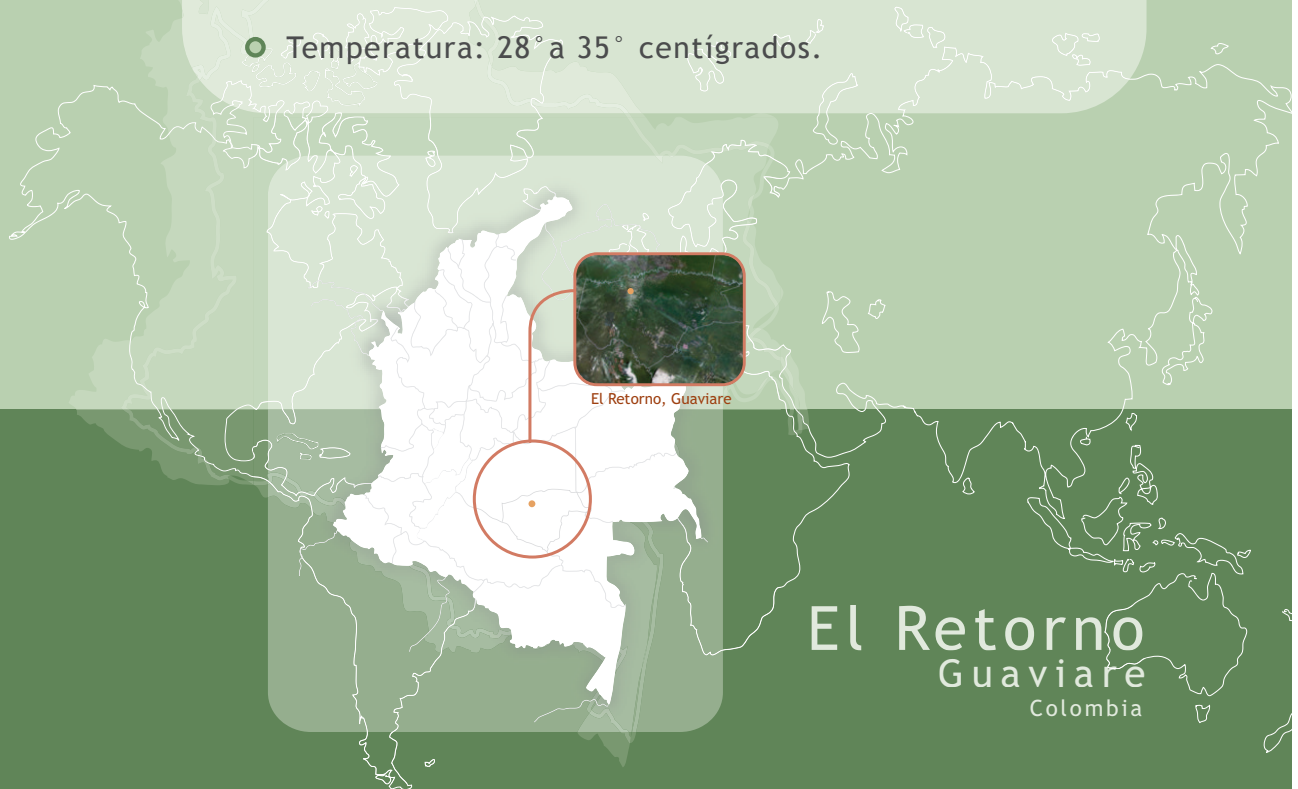 Temperatura: 28°a 35° centígrados.
El Retorno, Guaviare
El Retorno
Guaviare
Colombia